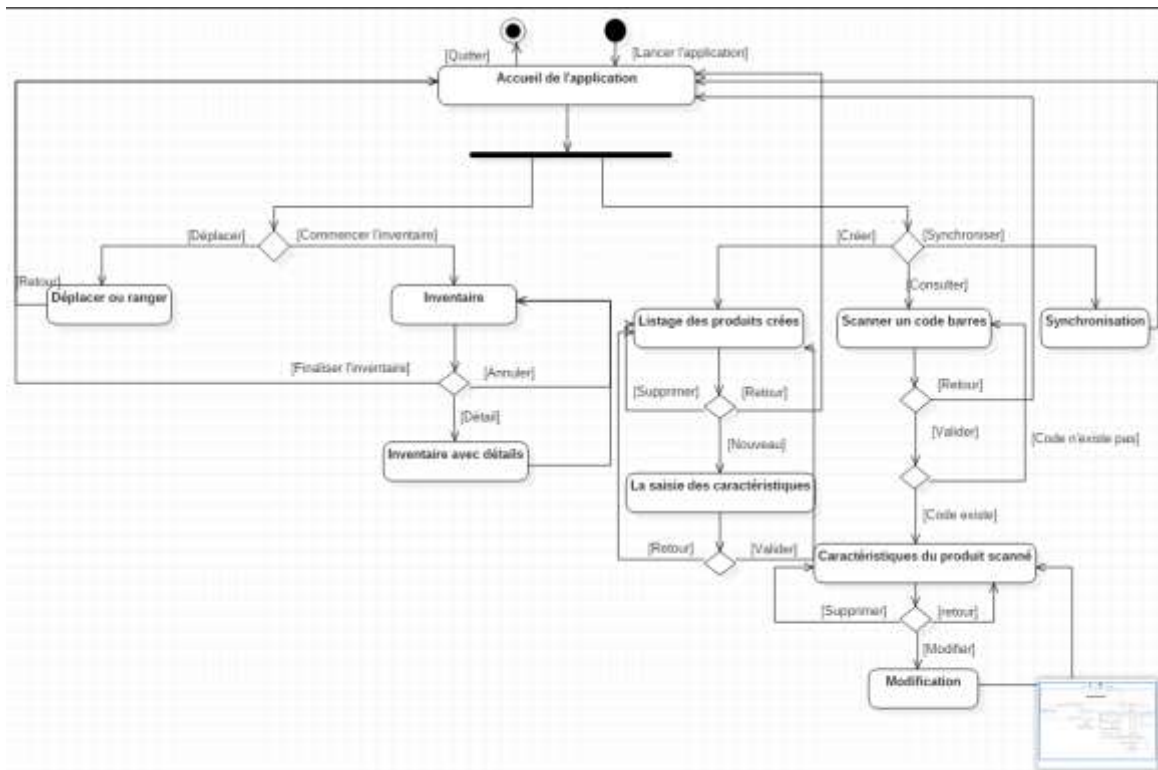 [Quitter]
[Lancer l'application]
Accueil de l'application
[Déplacer]
[Commencer l'inventaire]
[Créer]
[Synchroniser]
[Retour]
Déplacer ou ranger
Inventaire
[Consulter]
Listage des produits crées
Scanner un code barres
Synchronisation
[Finaliser l'inventaire]
[Annuler]
[Supprimer]
[Retour]
[Retour]
[Détail]
[Valider]
[Code n'existe pas]
[Nouveau]
Inventaire avec détails
La saisie des caractéristiques
[Code existe]
[Retour]
[Valider]
Caractéristiques du produit scanné
[Supprimer]
[retour]
[Modifier]
Modification